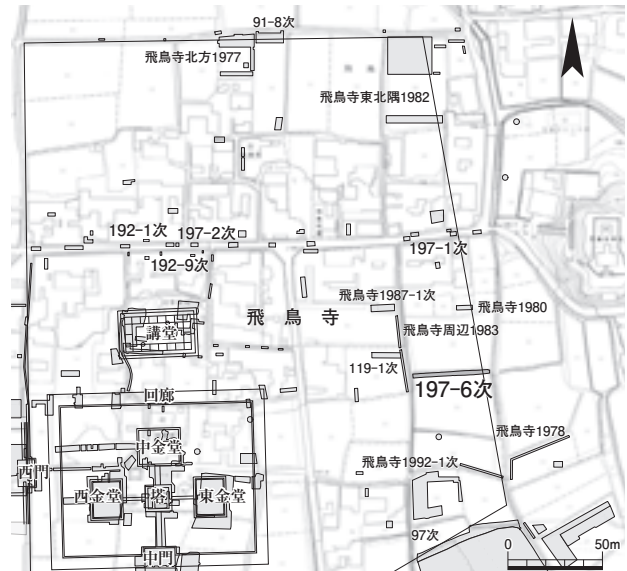 91-8次
飛鳥寺北方1977
飛鳥寺東北隅1982
192-1次
197-2次
197-1次
192-9次
飛鳥寺1987-1次
飛鳥寺1980
飛鳥寺
飛鳥寺周辺1983
講堂
119-1次
197-6次
回廊
飛鳥寺1978
中金堂
飛鳥寺1992-1次
西門
西金堂
塔
東金堂
97次
中門
0
50m